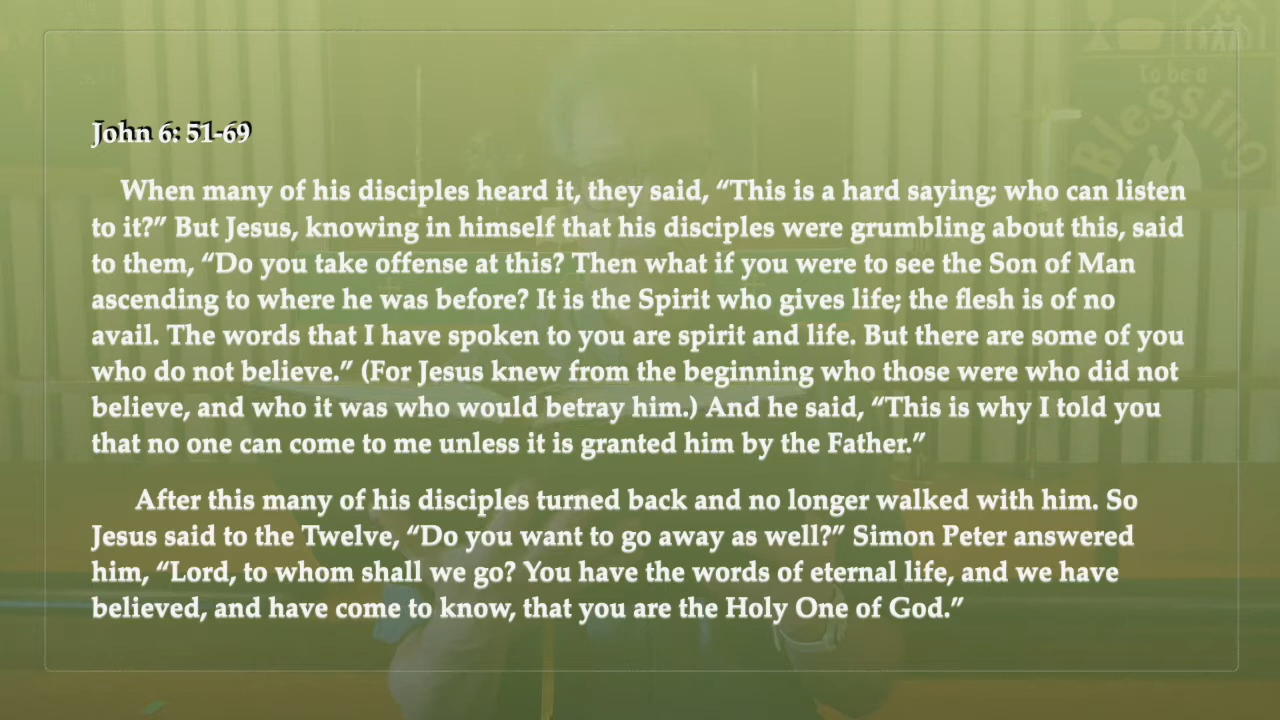 to be a
Blessing
John 6: 51-69
When many of his disciples heard it, they said, “This is a hard saying; who can listen
to it?” But Jesus, knowing in himself that his disciples were grumbling about this, said
to them, “Do you take offense at this? Then what if you were to see the Son of Man
ascending to where he was before? It is the Spirit who gives life; the flesh is of no
avail. The words that I have spoken to you are spirit and life. But there are some of you
who do not believe.” (For Jesus knew from the beginning who those were who did not
believe, and who it was who would betray him.) And he said, “This is why I told you
that no one can come to me unless it is granted him by the Father.”
After this many of his disciples turned back and no longer walked with him. So
Jesus said to the Twelve, “Do you want to go away as well?” Simon Peter answered
him, “Lord, to whom shall we go? You have the words of eternal life, and we have
believed, and have come to know, that you are the Holy One of God.”